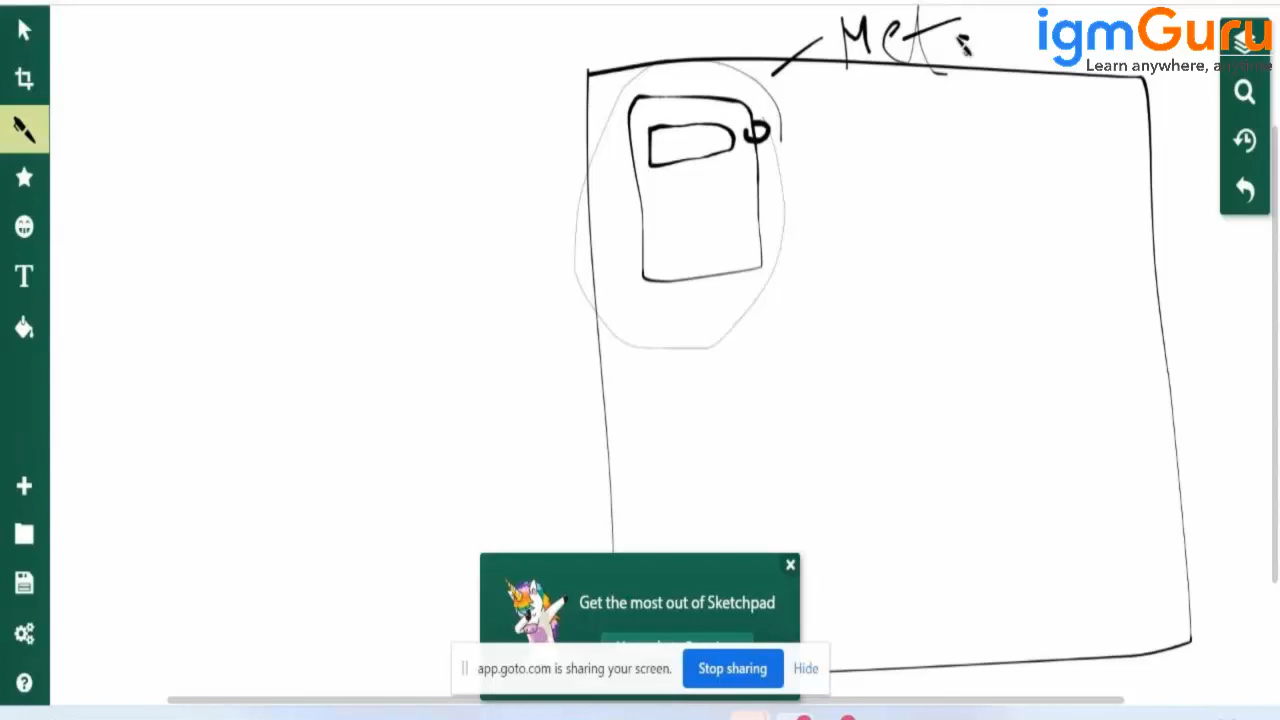 igmGuru
Learn anywhere, anytime
Met
T
Get the most out of Sketchpad
app.goto.com is sharing your screen. Stop sharing Hide